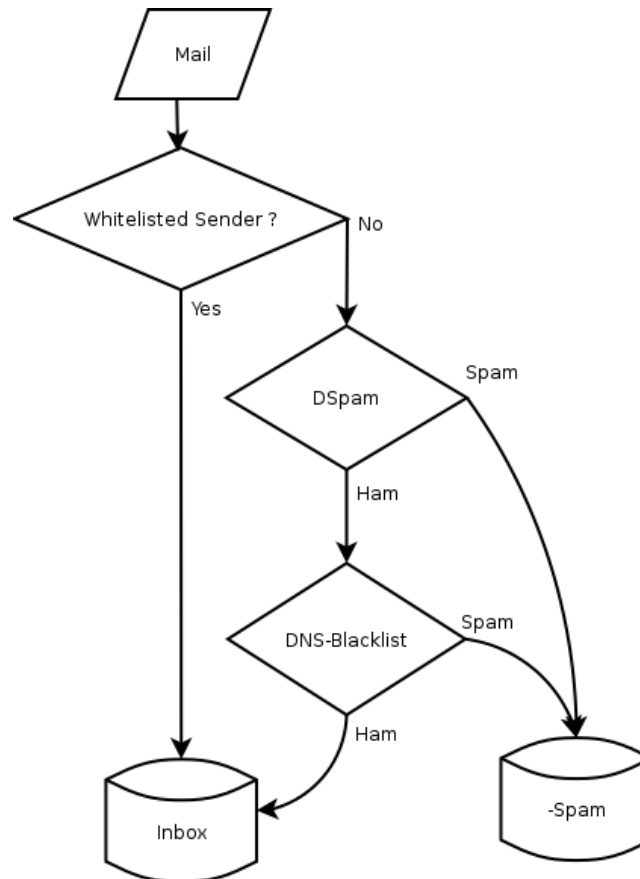 Mail
Whitelisted Sender ?
No
Yes
DSpam
Spam
Ham
DNS-Blacklist
Spam
Ham
Inbox
-Spam